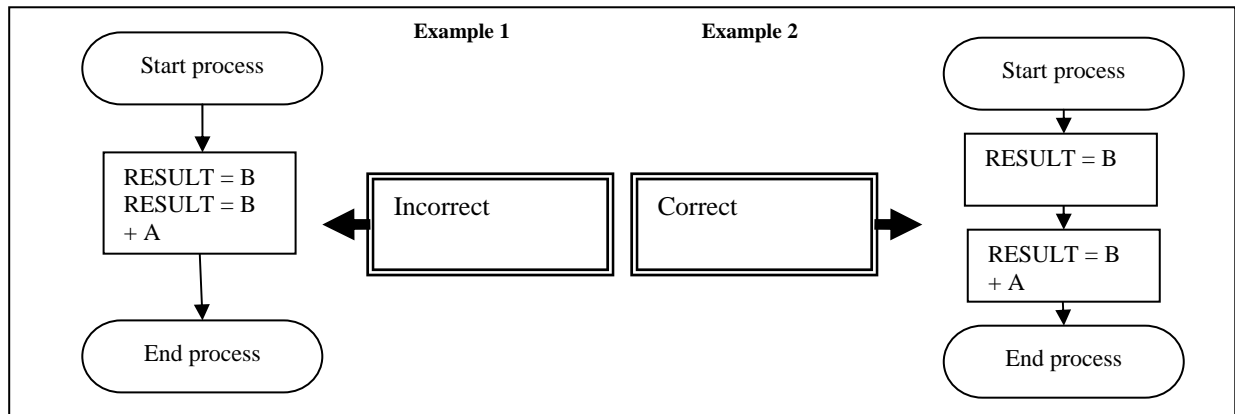 Example 1
Example 2
Start process
RESULT = B
RESULT = B
+ A
End process
Incorrect
Correct
Start process
RESULT = B
RESULT = B
+ A
End process